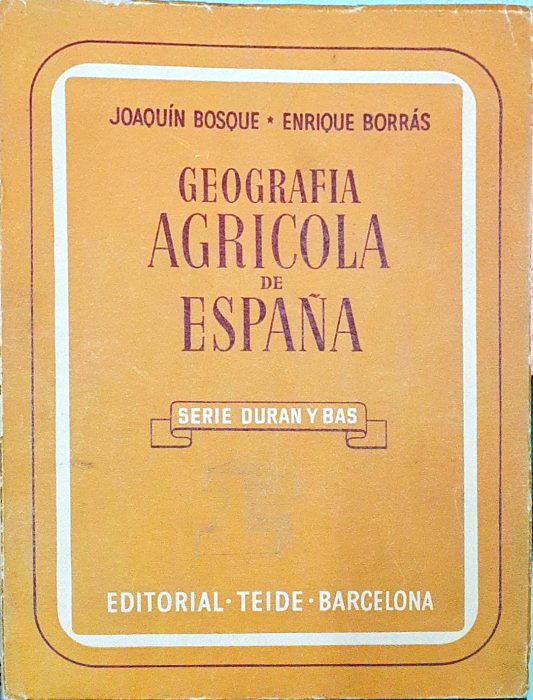 JOAQUÍN BOSQUE * ENRIQUE BORRÁS
GEOGRAFIA
AGRICOLA
DE
ESPAÑA
SERIE DURAN Y BAS
EDITORIAL · TEIDE · BARCELONA